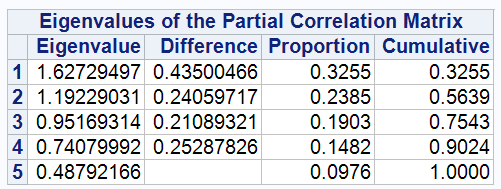 Eigenvalues of the Partial Correlation Matrix
Eigenvalue Difference Proportion Cumulative
1 1.62729497 0.43500466 0.3255 0.3255
2 1.19229031 0.24059717 0.2385 0.5639
3 0.95169314 0.21089321 0.1903 0.7543
4 0.74079992 0.25287826 0.1482 0.9024
5 0.48792166 0.0976 1.0000